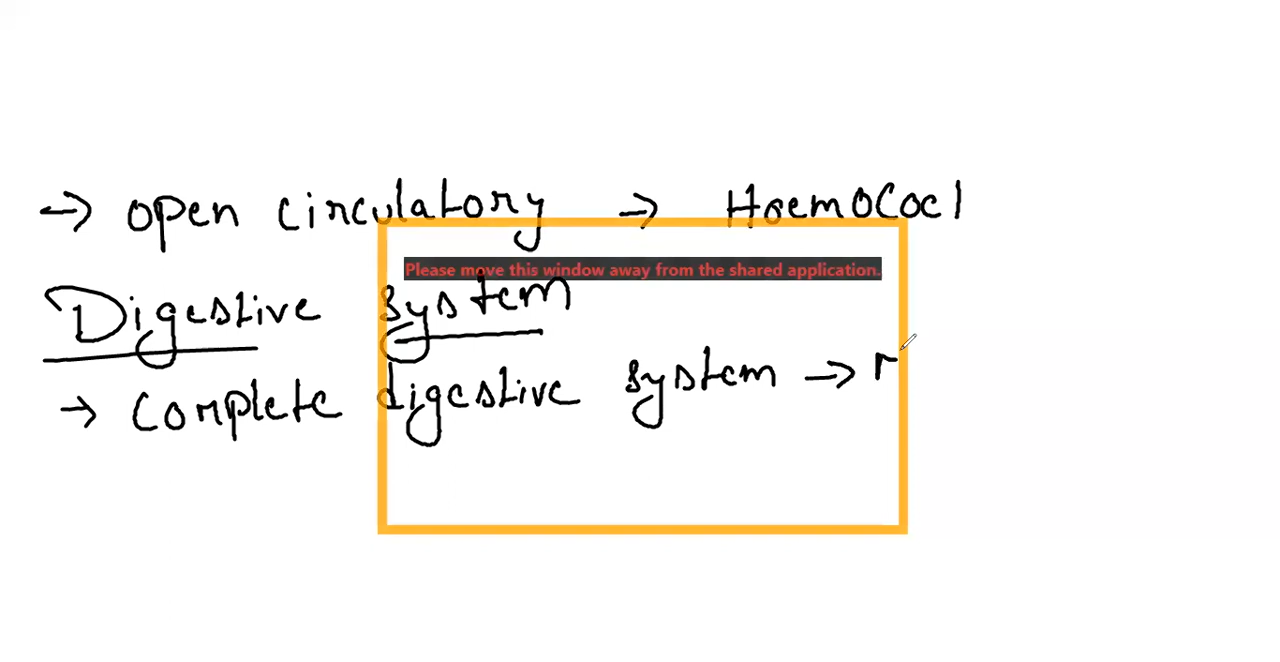 → open circulatory → Haemocoel
Please move this window away from the shared application.
Digestive system
→ complete digestive system → m